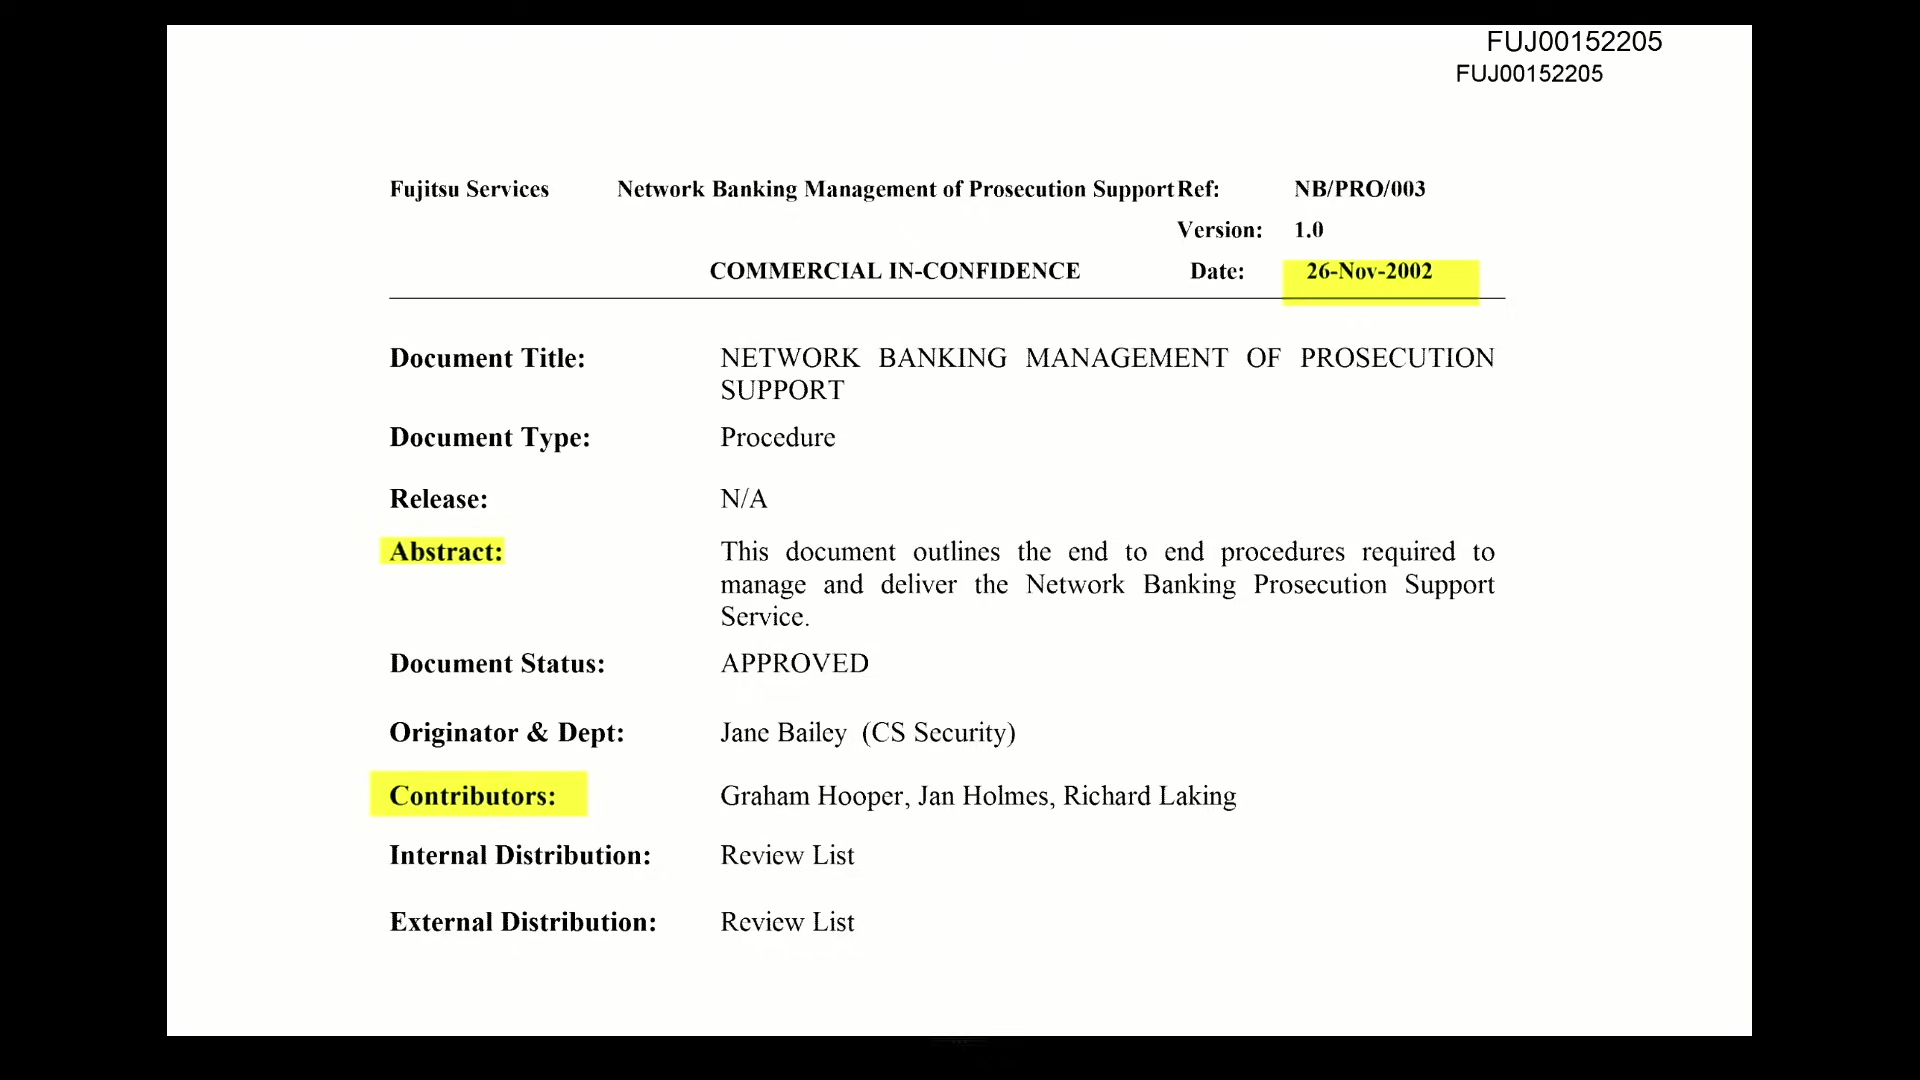 FUJ00152205
FUJ00152205
Fujitsu Services Network Banking Management of Prosecution Support Ref: NB/PRO/003
Version: 1.0
COMMERCIAL IN-CONFIDENCE Date: 26-Nov-2002
Document Title: NETWORK BANKING MANAGEMENT OF PROSECUTION
SUPPORT
Document Type: Procedure
Release: N/A
Abstract: This document outlines the end to end procedures required to
manage and deliver the Network Banking Prosecution Support
Service.
Document Status: APPROVED
Originator & Dept: Jane Bailey (CS Security)
Contributors: Graham Hooper, Jan Holmes, Richard Laking
Internal Distribution: Review List
External Distribution: Review List